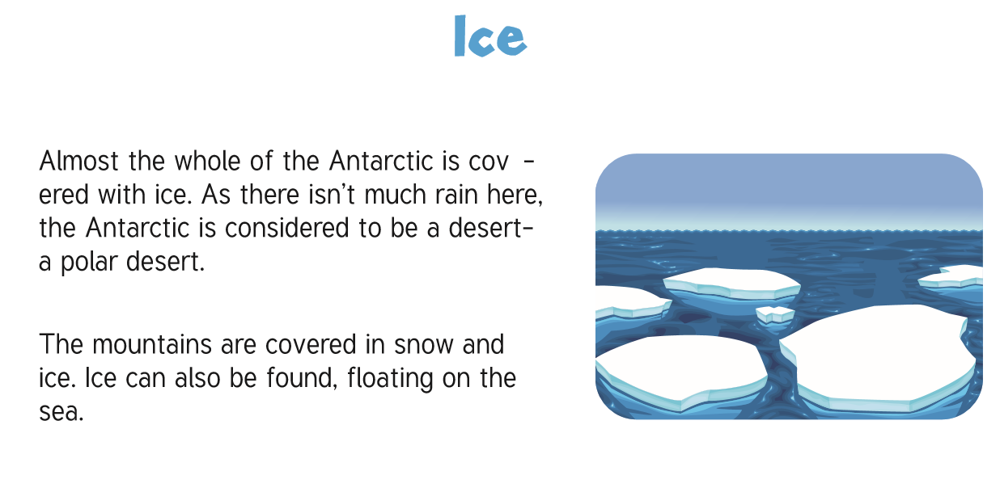 Ice
Almost the whole of the Antarctic is cov -
ered with ice. As there isn’t much rain here,
the Antarctic is considered to be a desert-
a polar desert.
The mountains are covered in snow and
ice. Ice can also be found, floating on the
sea.